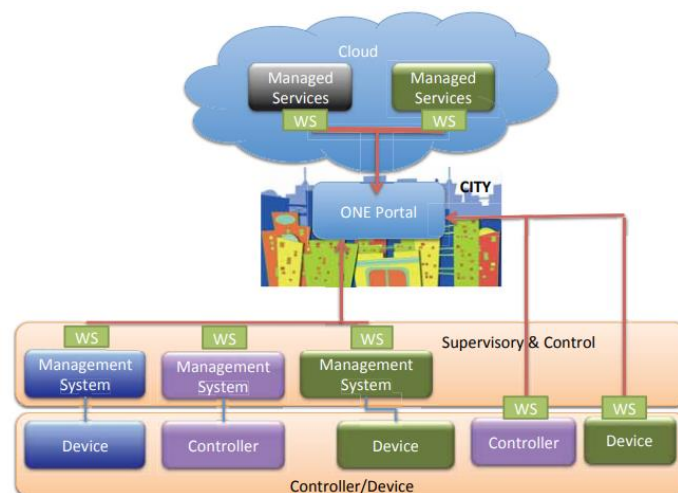 Cloud
Managed
Services
Managed
Services
WS
WS
CITY
ONE Portal
WS
WS
WS
Supervisory & Control
Management
System
Management
System
Management
System
WS
WS
Device
Controller
Device
Controller
Device
Controller/Device